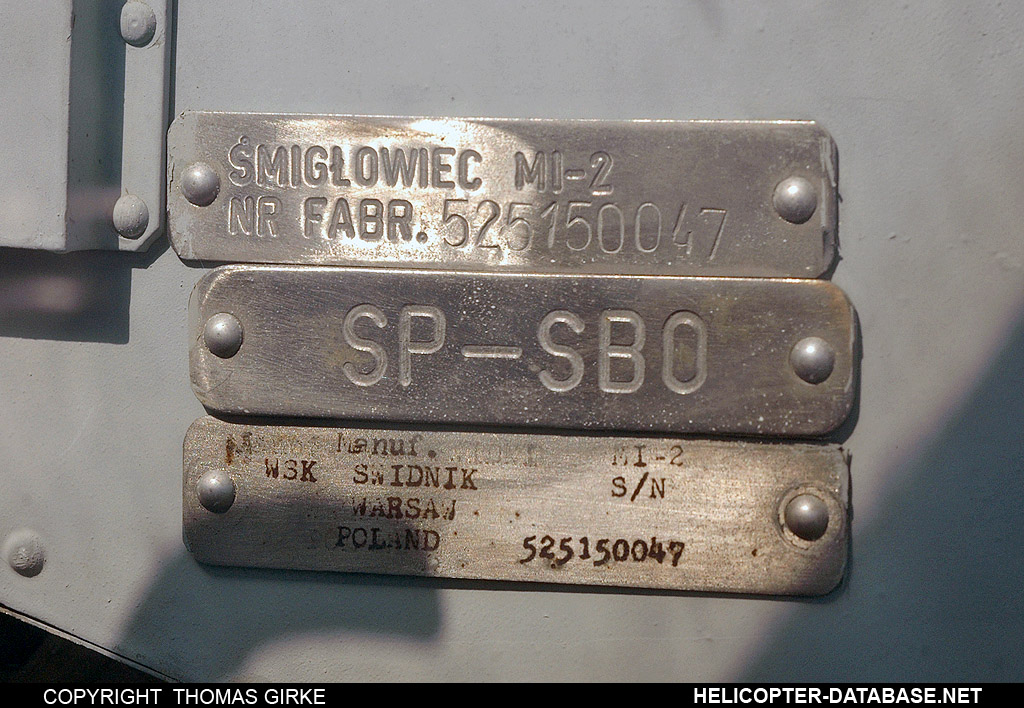 ŚMIGŁOWIEC MI-2
NR FABR. 525150047
SP-SBO
Manuf. MI-2
WSK SWIDNIK S/N
WARSAW
POLAND 525150047
COPYRIGHT THOMAS GIRKE HELICOPTER-DATABASE.NET